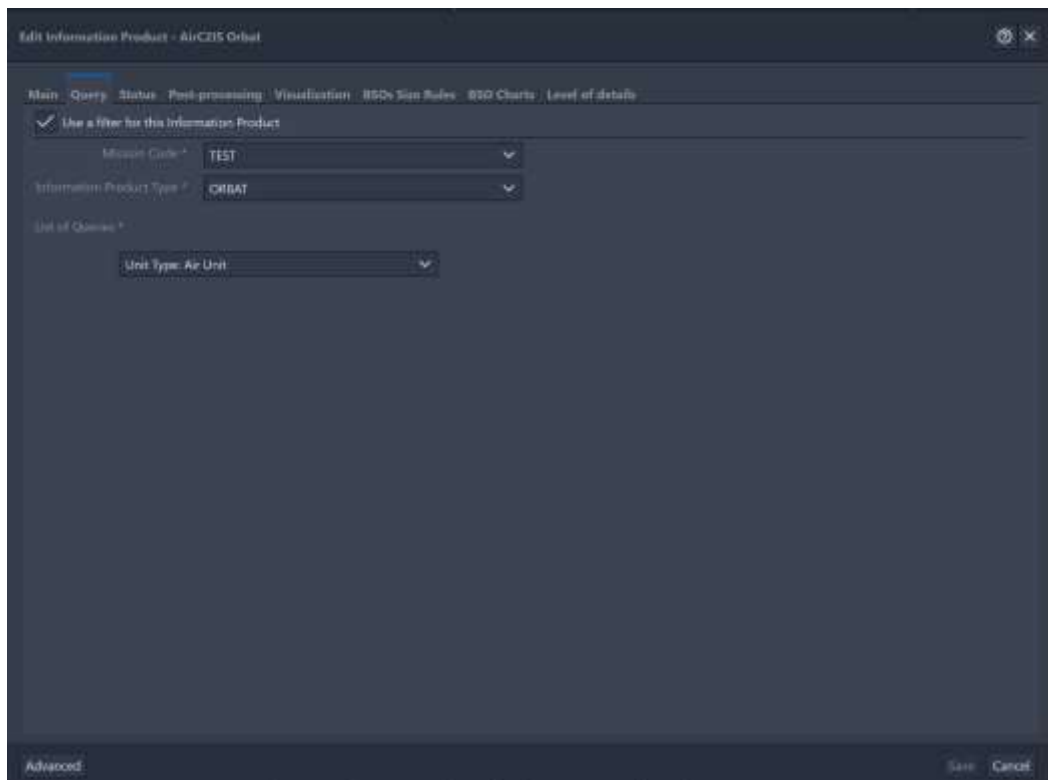 Edit Information Product - AirC2IS Orbat
Main Query Status Post-processing Visualization BSOs Size Rules BSO Charts Level of details
Use a filter for this Information Product
Mission Code * TEST
Information Product Type * ORBAT
List of Queries *
Unit Type: Air Unit
Advanced Save Cancel